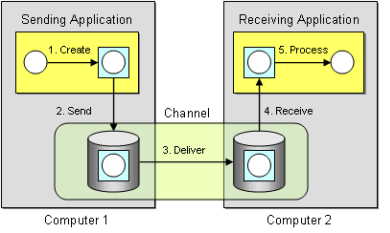 Sending Application
Receiving Application
1. Create
5. Process
2. Send
Channel
4. Receive
3. Deliver
Computer 1
Computer 2